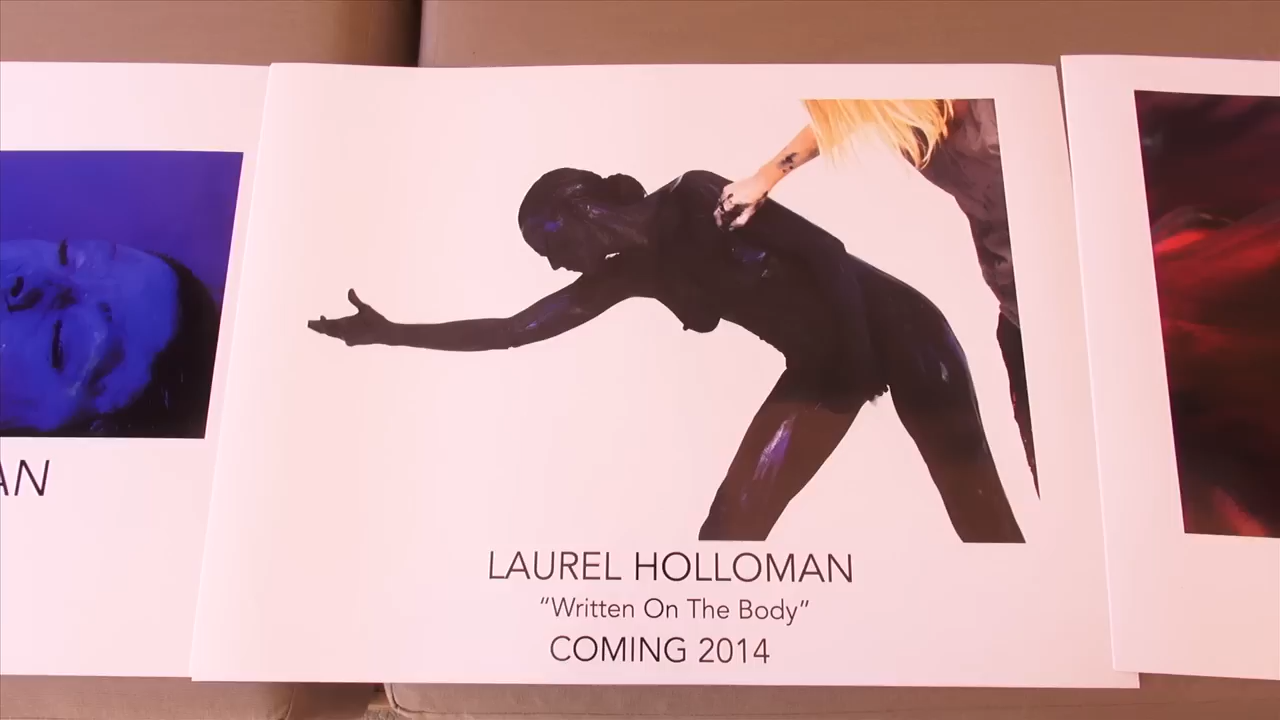 AN
LAUREL HOLLOMAN
“Written On The Body”
COMING 2014